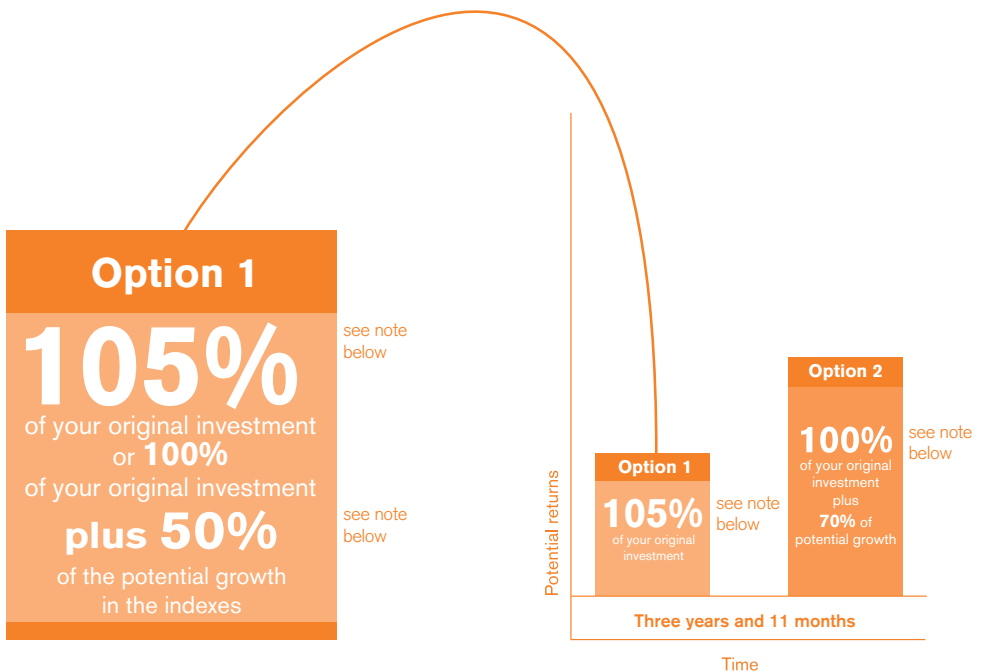 Option 1
105%
see note
below
of your original investment
or 100%
of your original investment
plus 50%
see note
below
of the potential growth
in the indexes
Potential returns
Option 1
105%
of your original
investment
see note
below
Option 2
100%
of your original
investment
plus
70% of
potential growth
see note
below
Three years and 11 months
Time